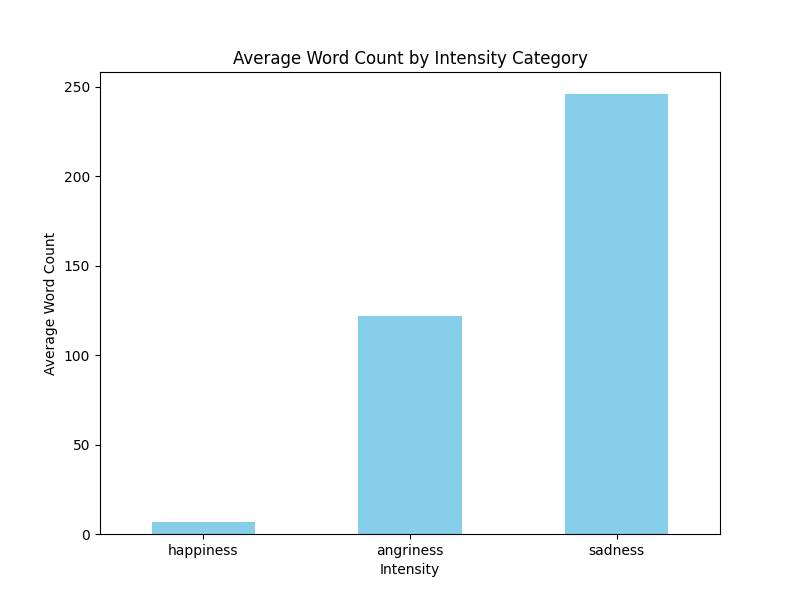 Average Word Count by Intensity Category
250
200
150
100
50
0
Average Word Count
happiness angriness sadness
Intensity